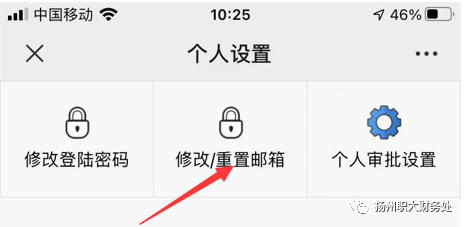 中国移动 10:25 46%
个人设置
修改登陆密码 修改/重置邮箱 个人审批设置
扬州职大财务处